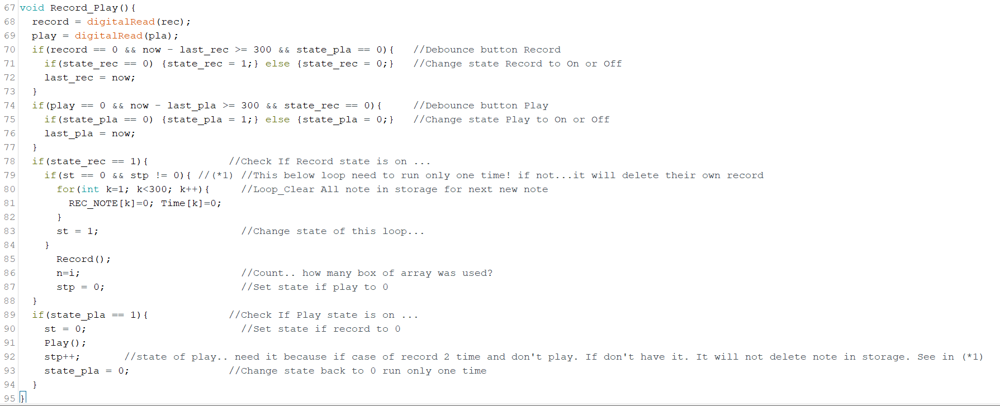 67 void Record_Play(){
68   record = digitalRead(rec);
69   play = digitalRead(pla);
70   if(record == 0 && now - last_rec >= 300 && state_pla == 0){   //Debounce button Record
71     if(state_rec == 0) {state_rec = 1;} else {state_rec = 0;}   //Change state Record to On or Off
72     last_rec = now;
73   }
74   if(play == 0 && now - last_pla >= 300 && state_rec == 0){     //Debounce button Play
75     if(state_pla == 0) {state_pla = 1;} else {state_pla = 0;}   //Change state Play to On or Off
76     last_pla = now;
77   }
78   if(state_rec == 1){             //Check If Record state is on ...
79     if(st == 0 && stp != 0){ //(*1) //This below loop need to run only one time! if not...it will delete their own record
80       for(int k=1; k<300; k++){     //Loop_Clear All note in storage for next new note
81         REC_NOTE[k]=0; Time[k]=0;
82       }
83       st = 1;                       //Change state of this loop...
84     }
85       Record();
86       n=i;                          //Count.. how many box of array was used?
87       stp = 0;                      //Set state if play to 0
88   }
89   if(state_pla == 1){             //Check If Play state is on ...
90     st = 0;                         //Set state if record to 0
91     Play();
92     stp++;       //state of play.. need it because if case of record 2 time and don't play. If don't have it. It will not delete note in storage. See in (*1)
93     state_pla = 0;                //Change state back to 0 run only one time
94   }
95 }